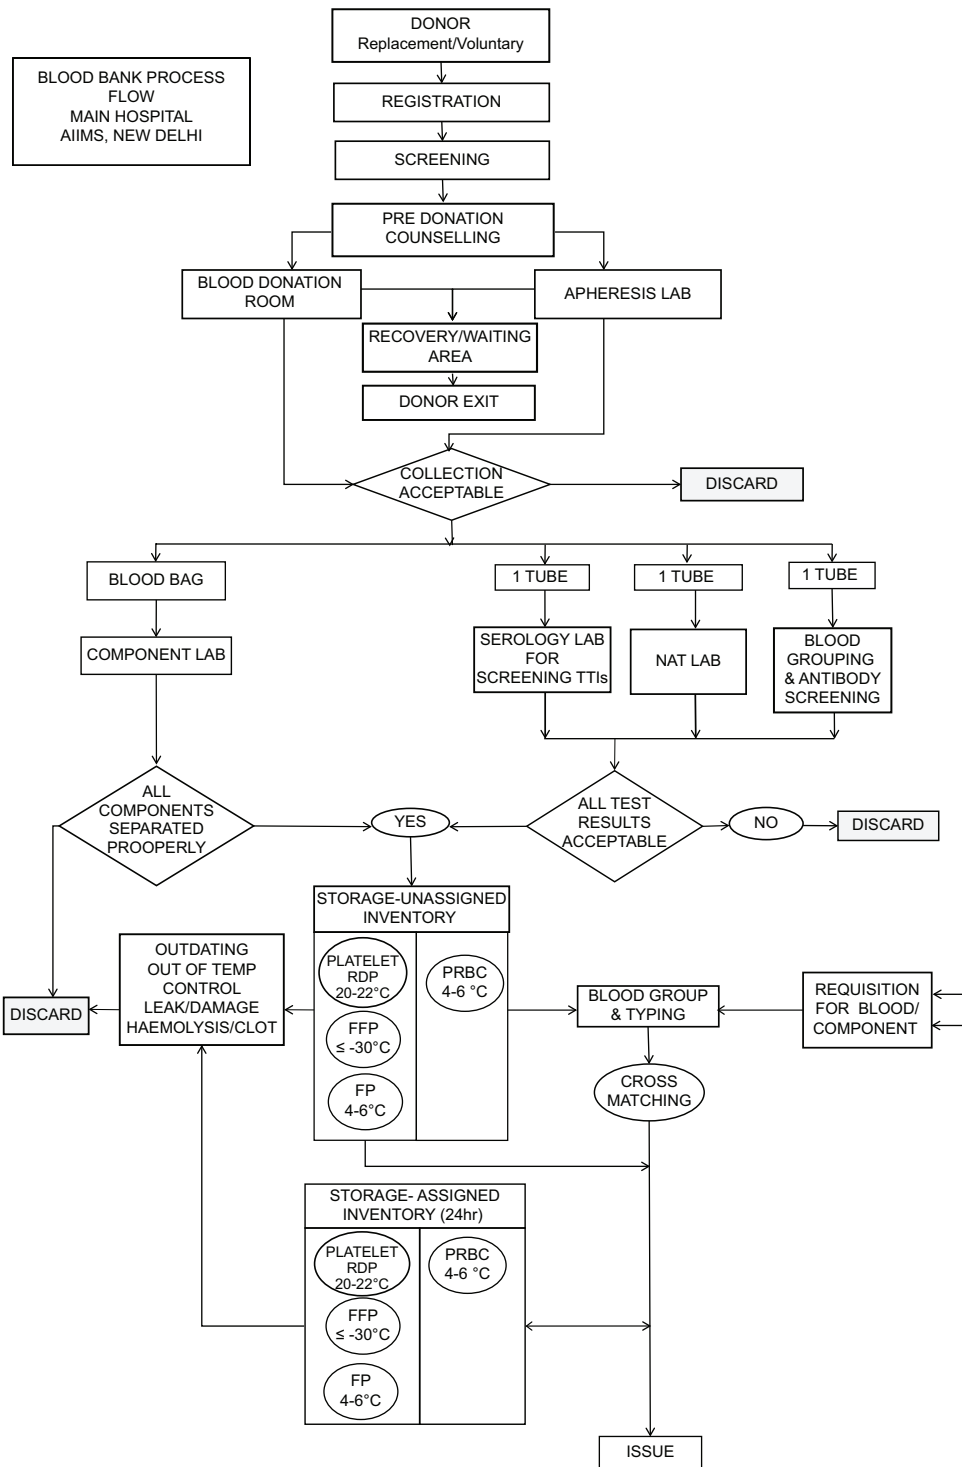 DONOR
Replacement/Voluntary
BLOOD BANK PROCESS
FLOW
MAIN HOSPITAL
AIIMS, NEW DELHI
REGISTRATION
SCREENING
PRE DONATION
COUNSELLING
BLOOD DONATION
ROOM
APHERESIS LAB
RECOVERY/WAITING
AREA
DONOR EXIT
COLLECTION
ACCEPTABLE
DISCARD
BLOOD BAG
1 TUBE
1 TUBE
1 TUBE
COMPONENT LAB
SEROLOGY LAB
FOR
SCREENING TTIs
NAT LAB
BLOOD
GROUPING
& ANTIBODY
SCREENING
ALL
COMPONENTS
SEPARATED
PROOPERLY
YES
ALL TEST
RESULTS
ACCEPTABLE
NO
DISCARD
STORAGE-UNASSIGNED
INVENTORY
PLATELET
RDP
20-22°C
FFP
≤ -30°C
FP
4-6°C
PRBC
4-6 °C
OUTDATING
OUT OF TEMP
CONTROL
LEAK/DAMAGE
HAEMOLYSIS/CLOT
DISCARD
BLOOD GROUP
& TYPING
REQUISITION
FOR BLOOD/
COMPONENT
CROSS
MATCHING
STORAGE- ASSIGNED
INVENTORY (24hr)
PLATELET
RDP
20-22°C
FFP
≤ -30°C
FP
4-6°C
PRBC
4-6 °C
ISSUE